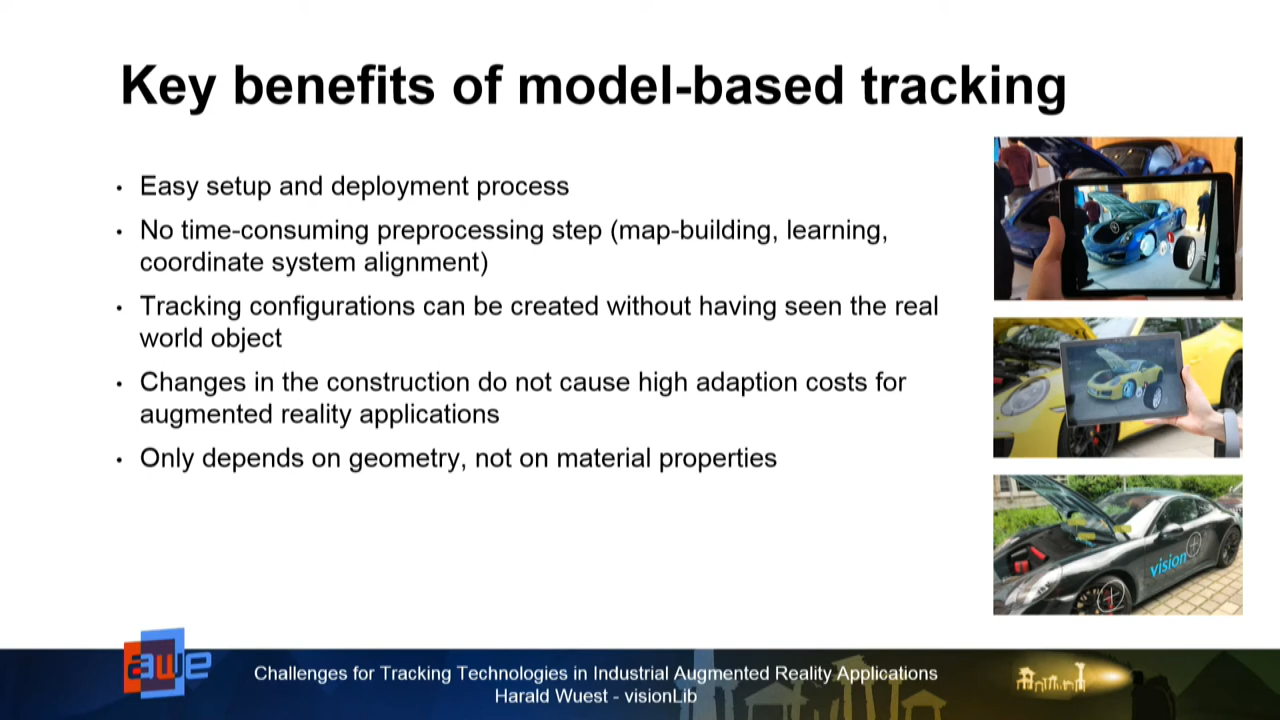 Key benefits of model-based tracking
• Easy setup and deployment process
• No time-consuming preprocessing step (map-building, learning,
coordinate system alignment)
• Tracking configurations can be created without having seen the real
world object
• Changes in the construction do not cause high adaption costs for
augmented reality applications
• Only depends on geometry, not on material properties
vision
awe
Challenges for Tracking Technologies in Industrial Augmented Reality Applications
Harald Wuest - visionLib